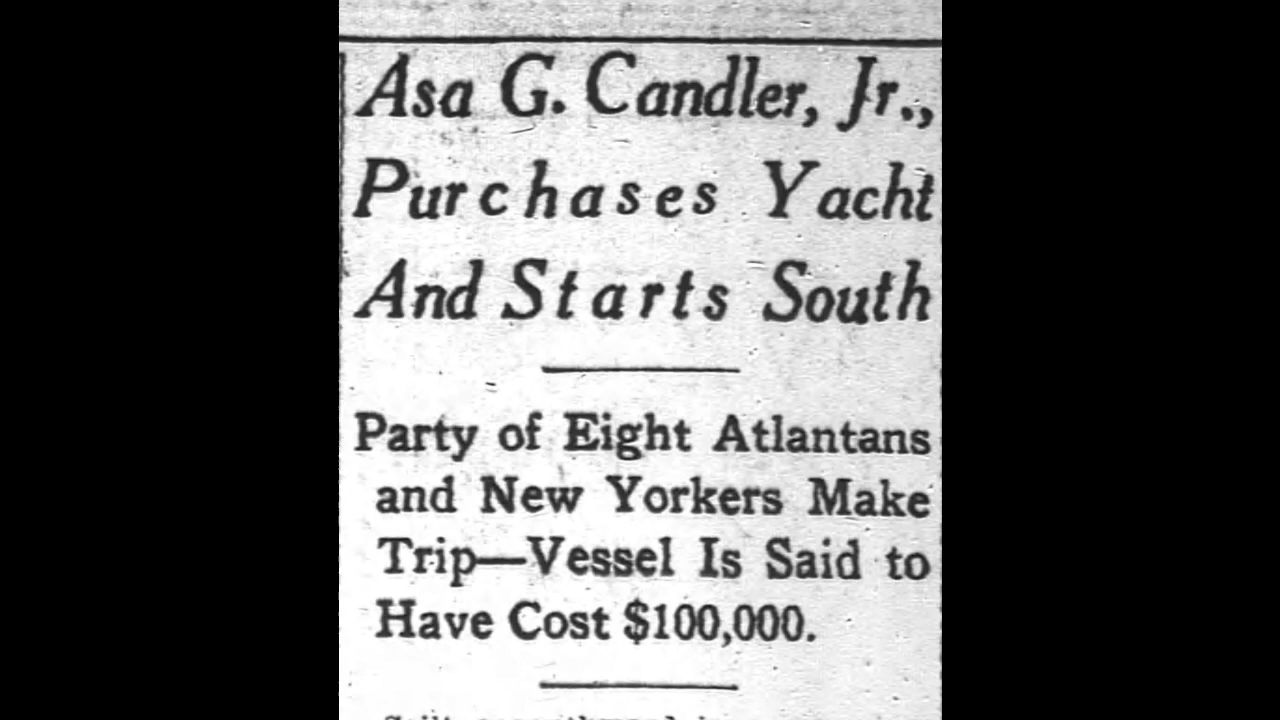 Asa G. Candler, Jr.,
Purchases Yacht
And Starts South
Party of Eight Atlantans
and New Yorkers Make
Trip—Vessel Is Said to
Have Cost $100,000.